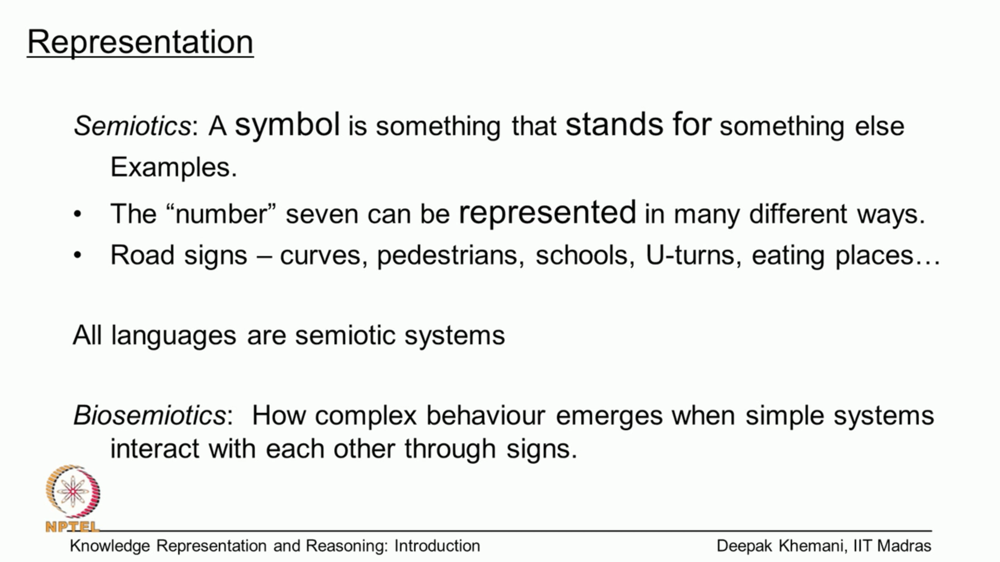 Representation
Semiotics: A symbol is something that stands for something else
Examples.
• The “number” seven can be represented in many different ways.
• Road signs – curves, pedestrians, schools, U-turns, eating places…
All languages are semiotic systems
Biosemiotics: How complex behaviour emerges when simple systems
interact with each other through signs.
NPTEL
Knowledge Representation and Reasoning: Introduction
Deepak Khemani, IIT Madras